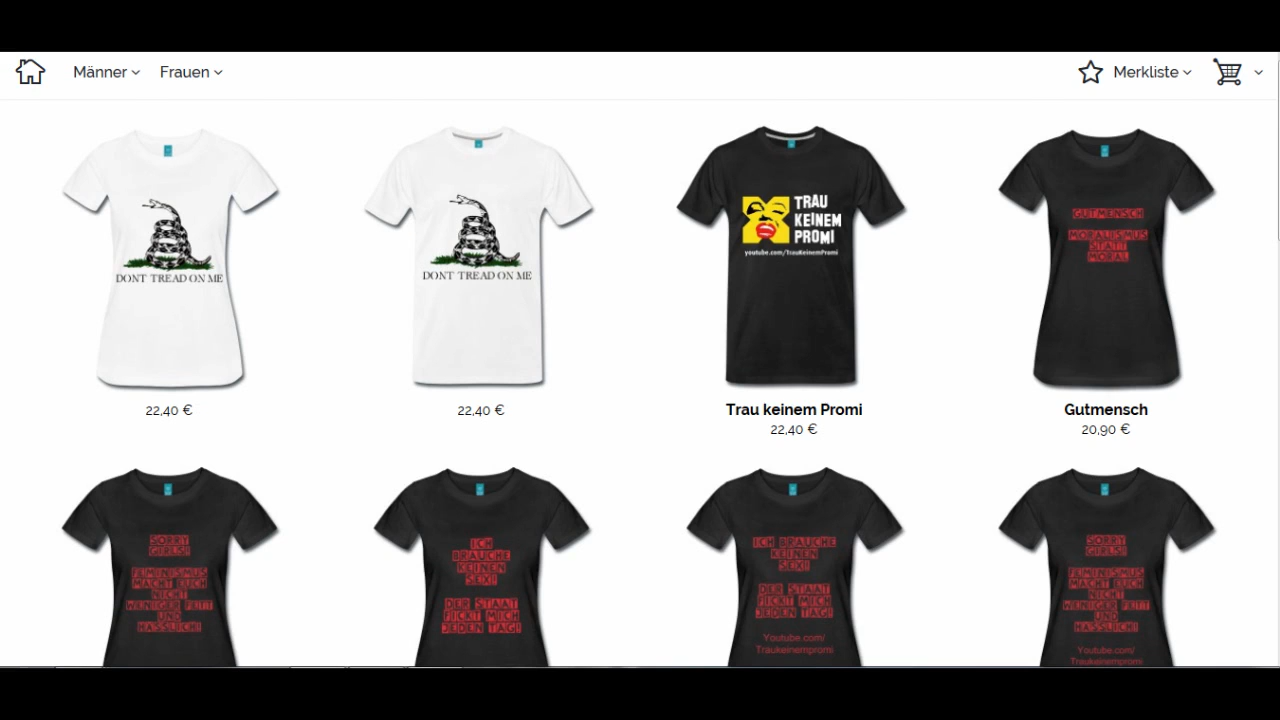 Männer Frauen Merkliste
DONT TREAD ON ME
DONT TREAD ON ME
TRAU
KEINEM
PROMI
youtube.com/TrauKeinemPromi
GUTMENSCH
MORALISMUS
STATT
MORAL
22,40 €
22,40 €
Trau keinem Promi
22,40 €
Gutmensch
20,90 €
SORRY
GIRLS!
FEMINISMUS
MACHT EUCH
NICHT
WENIGER FETT
UND
HÄSSLICH!
ICH
BRAUCHE
KEINEN
SEX!
DER STAAT
FICKT MICH
JEDEN TAG!
ICH BRAUCHE
KEINEN
SEX!
DER STAAT
FICKT MICH
JEDEN TAG!
Youtube.com/
Traukeinempromi
SORRY
GIRLS!
FEMINISMUS
MACHT EUCH
NICHT
WENIGER FETT
UND
HÄSSLICH!
Youtube.com/
Traukeinempromi